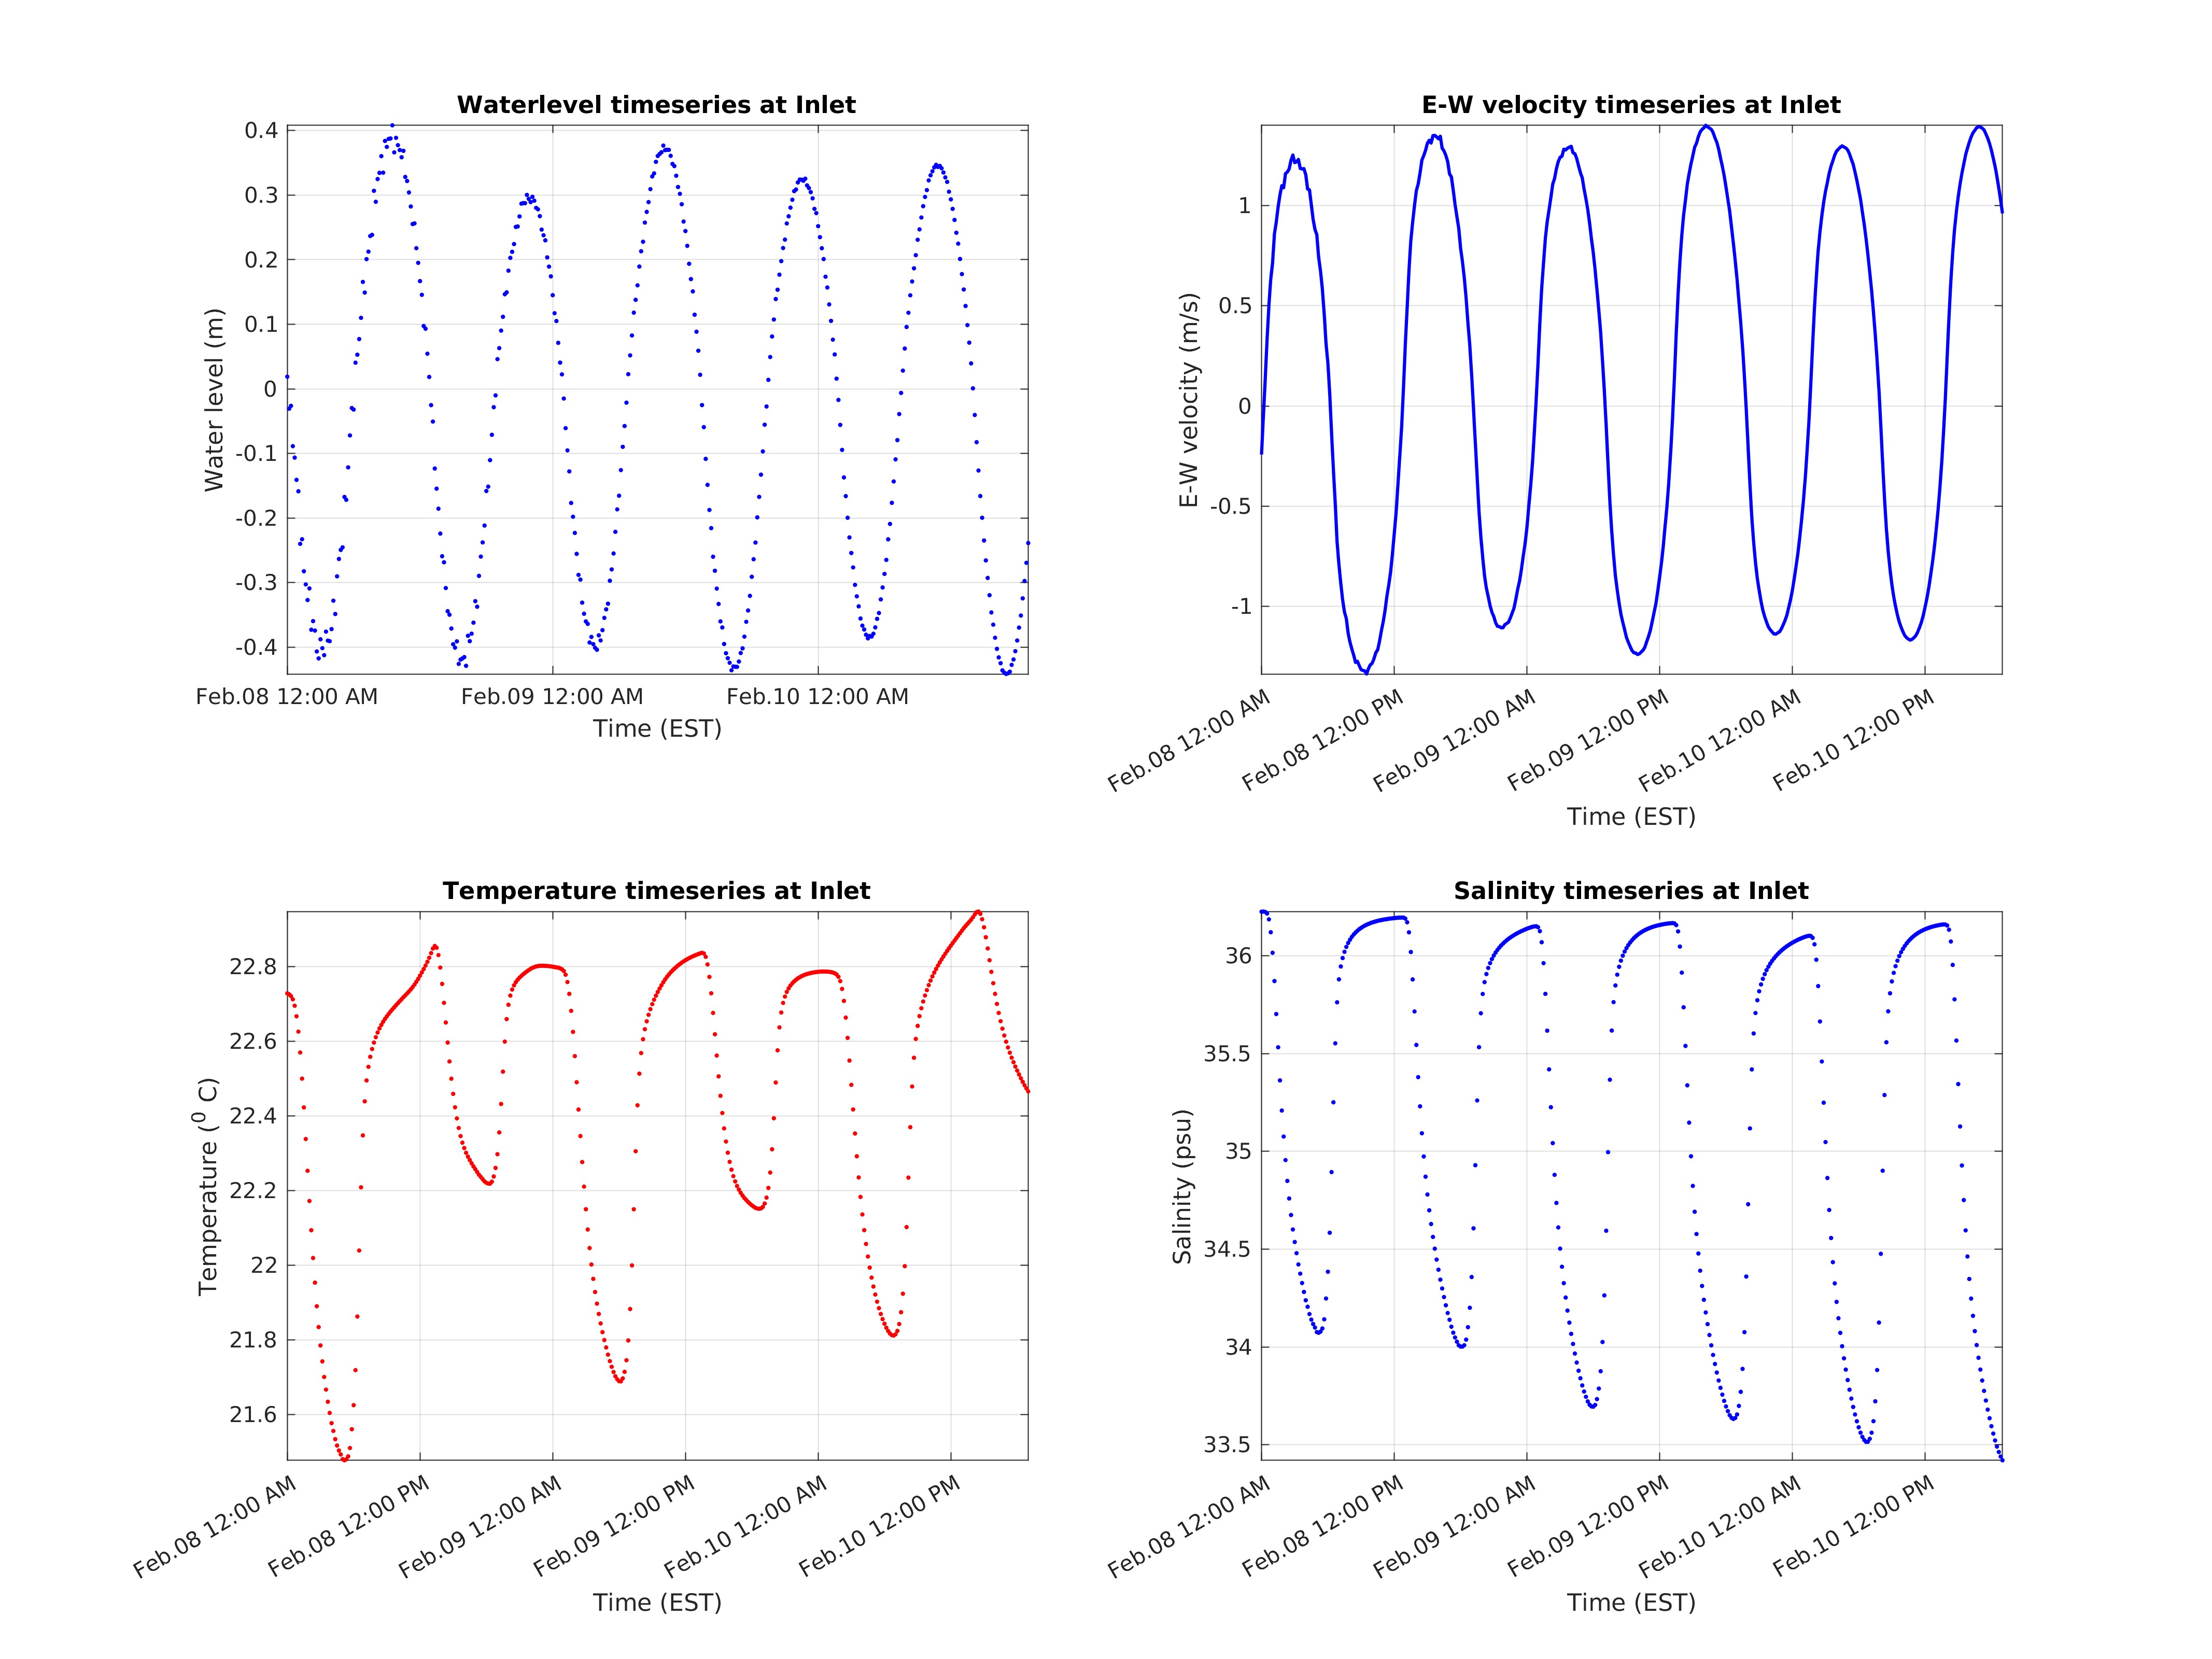 Waterlevel timeseries at Inlet
0.4
0.3
0.2
0.1
0
-0.1
-0.2
-0.3
-0.4
Water level (m)
Feb.08 12:00 AM
Feb.09 12:00 AM
Feb.10 12:00 AM
Time (EST)
E-W velocity timeseries at Inlet
1
0.5
0
-0.5
-1
E-W velocity (m/s)
Feb.08 12:00 AM
Feb.08 12:00 PM
Feb.09 12:00 AM
Feb.09 12:00 PM
Feb.10 12:00 AM
Feb.10 12:00 PM
Time (EST)
Temperature timeseries at Inlet
22.8
22.6
22.4
22.2
22
21.8
21.6
Temperature (⁰ C)
Feb.08 12:00 AM
Feb.08 12:00 PM
Feb.09 12:00 AM
Feb.09 12:00 PM
Feb.10 12:00 AM
Feb.10 12:00 PM
Time (EST)
Salinity timeseries at Inlet
36
35.5
35
34.5
34
33.5
Salinity (psu)
Feb.08 12:00 AM
Feb.08 12:00 PM
Feb.09 12:00 AM
Feb.09 12:00 PM
Feb.10 12:00 AM
Feb.10 12:00 PM
Time (EST)